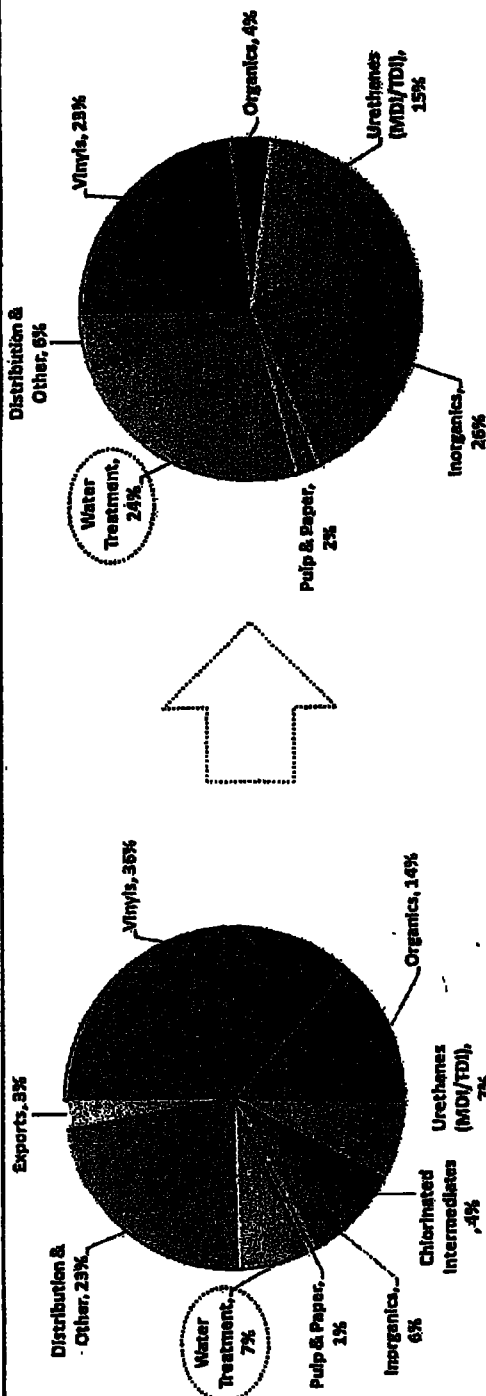 Exports, 3%
Vinyls, 36%
Organics, 14%
Urethanes
(MDI/TDI),
7%
Chlorinated
Intermediates
, 4%
Inorganics,
6%
Pulp & Paper,
1%
Water
Treatment,
7%
Distribution &
Other, 23%
Distribution &
Other, 6%
Vinyls, 23%
Organics, 4%
Urethanes
(MDI/TDI),
15%
Inorganics,
26%
Pulp & Paper,
2%
Water
Treatment,
24%